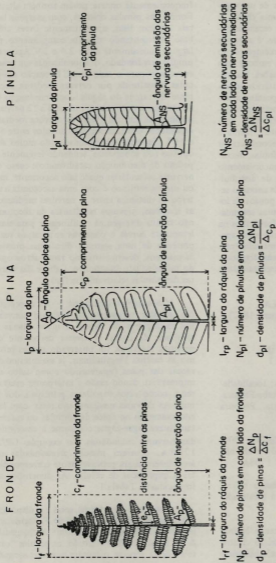 FRONDE
l_f – largura da fronde
c_f – comprimento da fronde
distância entre as pinas
e_p
ângulo de inserção da pina
A_p
l_rf – largura do ráquis da fronde
N_p – número de pinas em cada lado da fronde
d_p – densidade de pinas = ΔN_p / Δc_f
PINA
l_p – largura da pina
A_a – ângulo do ápice da pina
c_p – comprimento da pina
ângulo de inserção da pínula
A_pl
l_rp – largura do ráquis da pina
N_pl – número de pínulas em cada lado da pina
d_pl – densidade de pínulas = ΔN_pl / Δc_p
PÍNULA
l_pl – largura da pínula
c_pl – comprimento
da pínula
ângulo de emissão das
nervuras secundárias
A_NS
N_NS – número de nervuras secundárias
em cada lado da nervura mediana
d_NS – densidade de nervuras secundárias
= ΔN_NS / Δc_pl